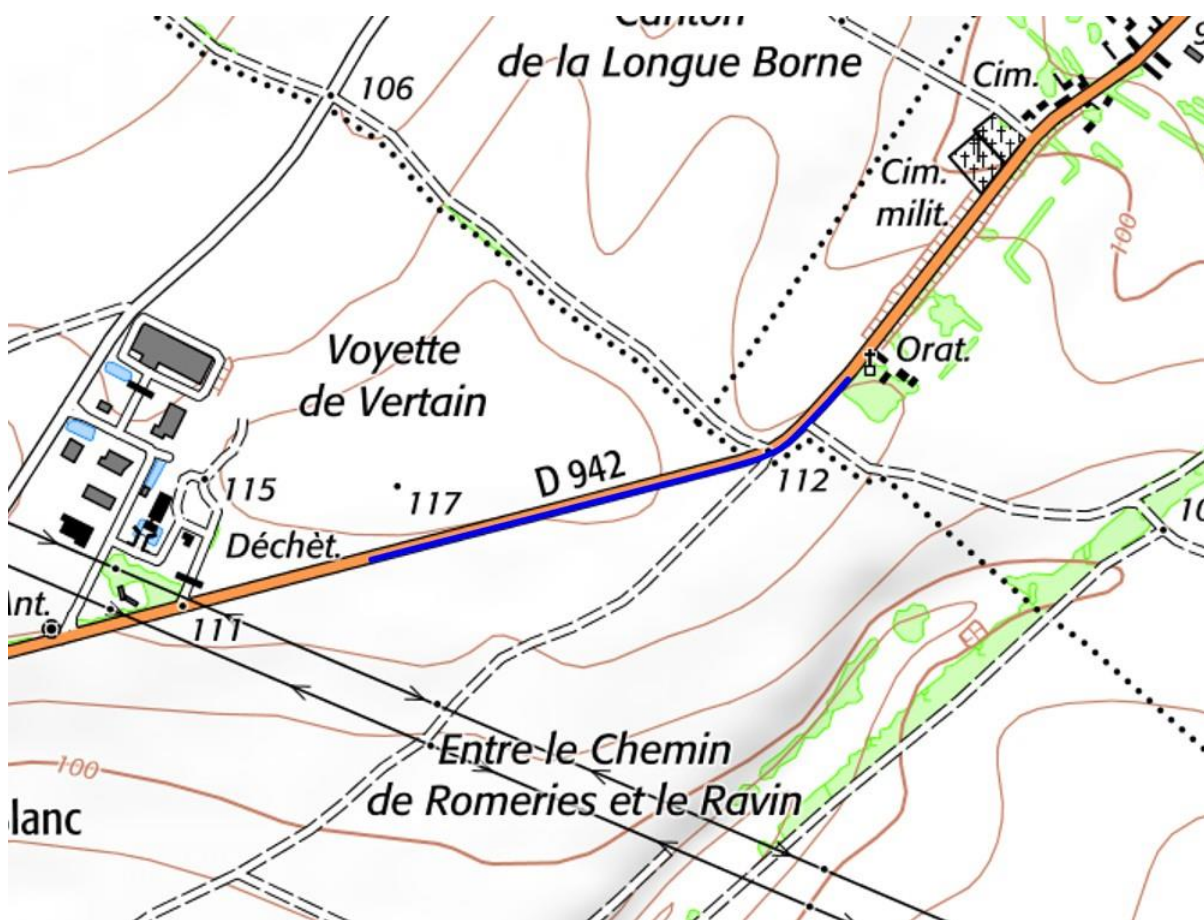 Canton
de la Longue Borne
106
Cim.
Cim.
milit.
100
Voyette
de Vertain
Orat.
D 942
112
115
117
Déchèt.
Ant.
111
Entre le Chemin
de Romeries et le Ravin
100
lanc